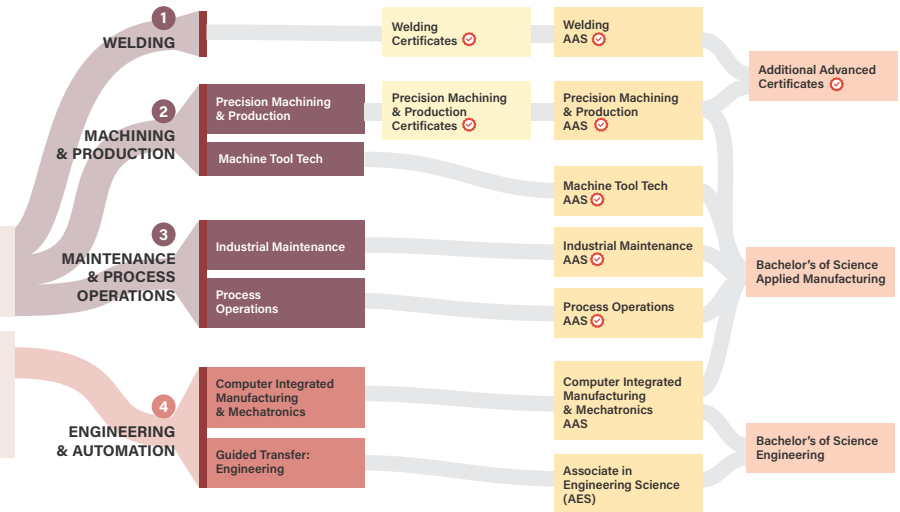 1
WELDING
Welding
Certificates
Welding
AAS
Additional Advanced
Certificates
2
MACHINING
& PRODUCTION
Precision Machining
& Production
Precision Machining
& Production
Certificates
Precision Machining
& Production
AAS
Machine Tool Tech
Machine Tool Tech
AAS
3
MAINTENANCE
& PROCESS
OPERATIONS
Industrial Maintenance
Industrial Maintenance
AAS
Process
Operations
Process Operations
AAS
Bachelor’s of Science
Applied Manufacturing
4
ENGINEERING
& AUTOMATION
Computer Integrated
Manufacturing
& Mechatronics
Computer Integrated
Manufacturing
& Mechatronics
AAS
Guided Transfer:
Engineering
Associate in
Engineering Science
(AES)
Bachelor’s of Science
Engineering